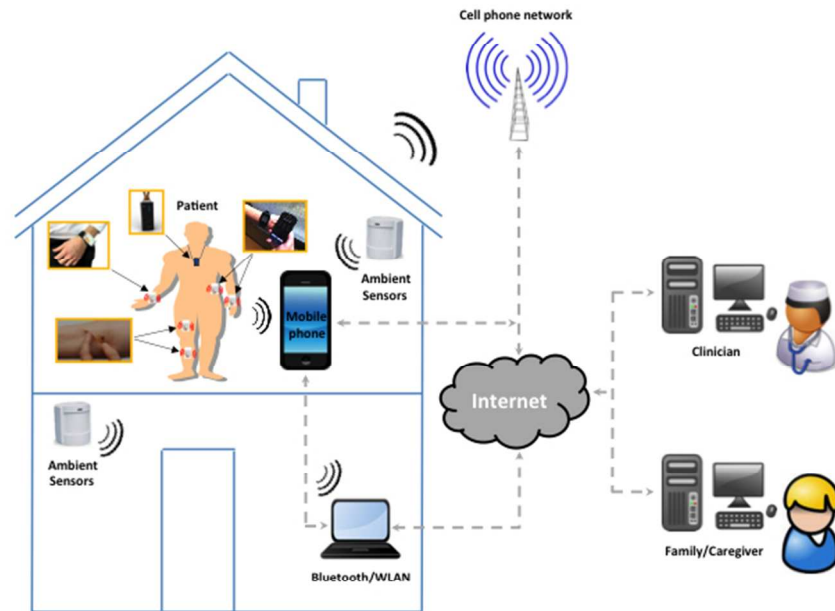 Cell phone network
Patient
Ambient
Sensors
Mobile
phone
Clinician
Internet
Ambient
Sensors
Bluetooth/WLAN
Family/Caregiver